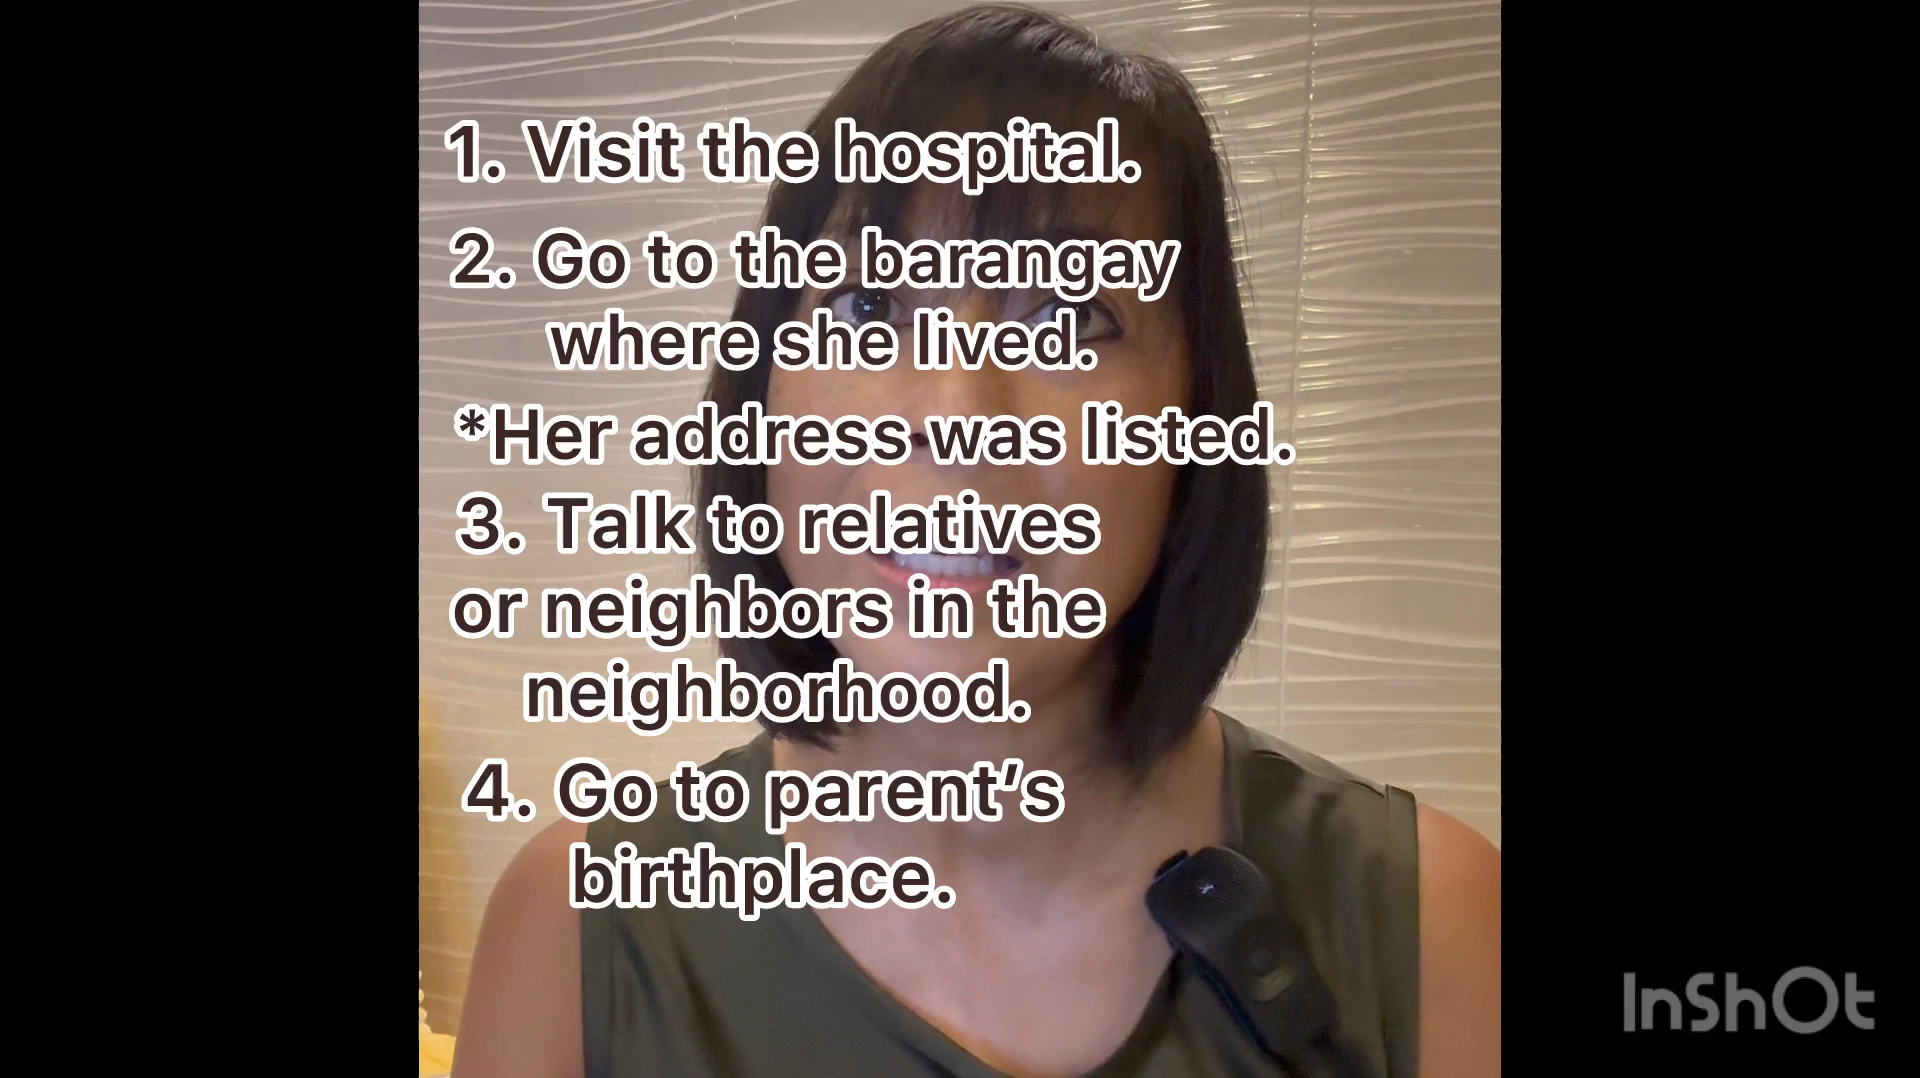 1. Visit the hospital.
2. Go to the barangay
where she lived.
*Her address was listed.
3. Talk to relatives
or neighbors in the
neighborhood.
4. Go to parent's
birthplace.
InShOt